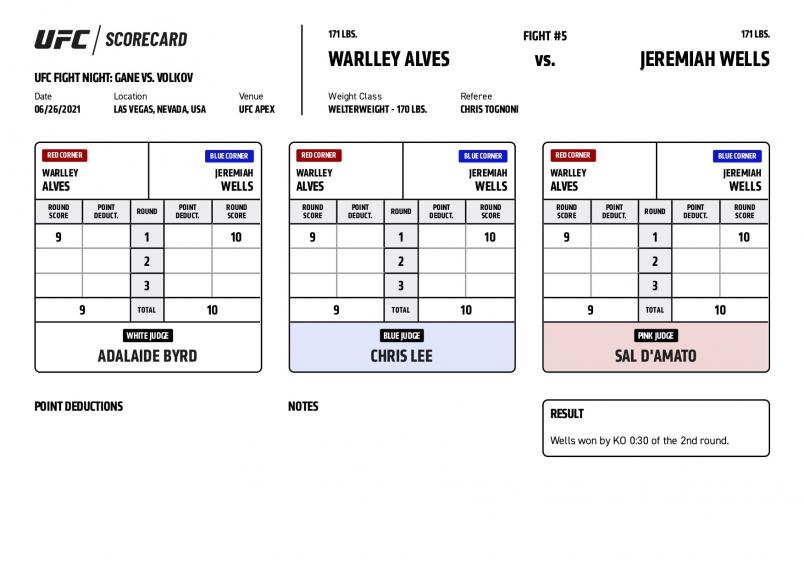 UFC / SCORECARD
UFC FIGHT NIGHT: GANE VS. VOLKOV
Date Location Venue
06/26/2021 LAS VEGAS, NEVADA, USA UFC APEX
171 LBS. FIGHT #5 171 LBS.
WARLLEY ALVES vs. JEREMIAH WELLS
Weight Class Referee
WELTERWEIGHT - 170 LBS. CHRIS TOGNONI
RED CORNER BLUE CORNER
WARLLEY JEREMIAH
ALVES WELLS
ROUND SCORE POINT DEDUCT. ROUND POINT DEDUCT. ROUND SCORE
9 1 10
2
3
9 TOTAL 10
WHITE JUDGE
ADALAIDE BYRD
RED CORNER BLUE CORNER
WARLLEY JEREMIAH
ALVES WELLS
ROUND SCORE POINT DEDUCT. ROUND POINT DEDUCT. ROUND SCORE
9 1 10
2
3
9 TOTAL 10
BLUE JUDGE
CHRIS LEE
RED CORNER BLUE CORNER
WARLLEY JEREMIAH
ALVES WELLS
ROUND SCORE POINT DEDUCT. ROUND POINT DEDUCT. ROUND SCORE
9 1 10
2
3
9 TOTAL 10
PINK JUDGE
SAL D'AMATO
POINT DEDUCTIONS
NOTES
RESULT
Wells won by KO 0:30 of the 2nd round.